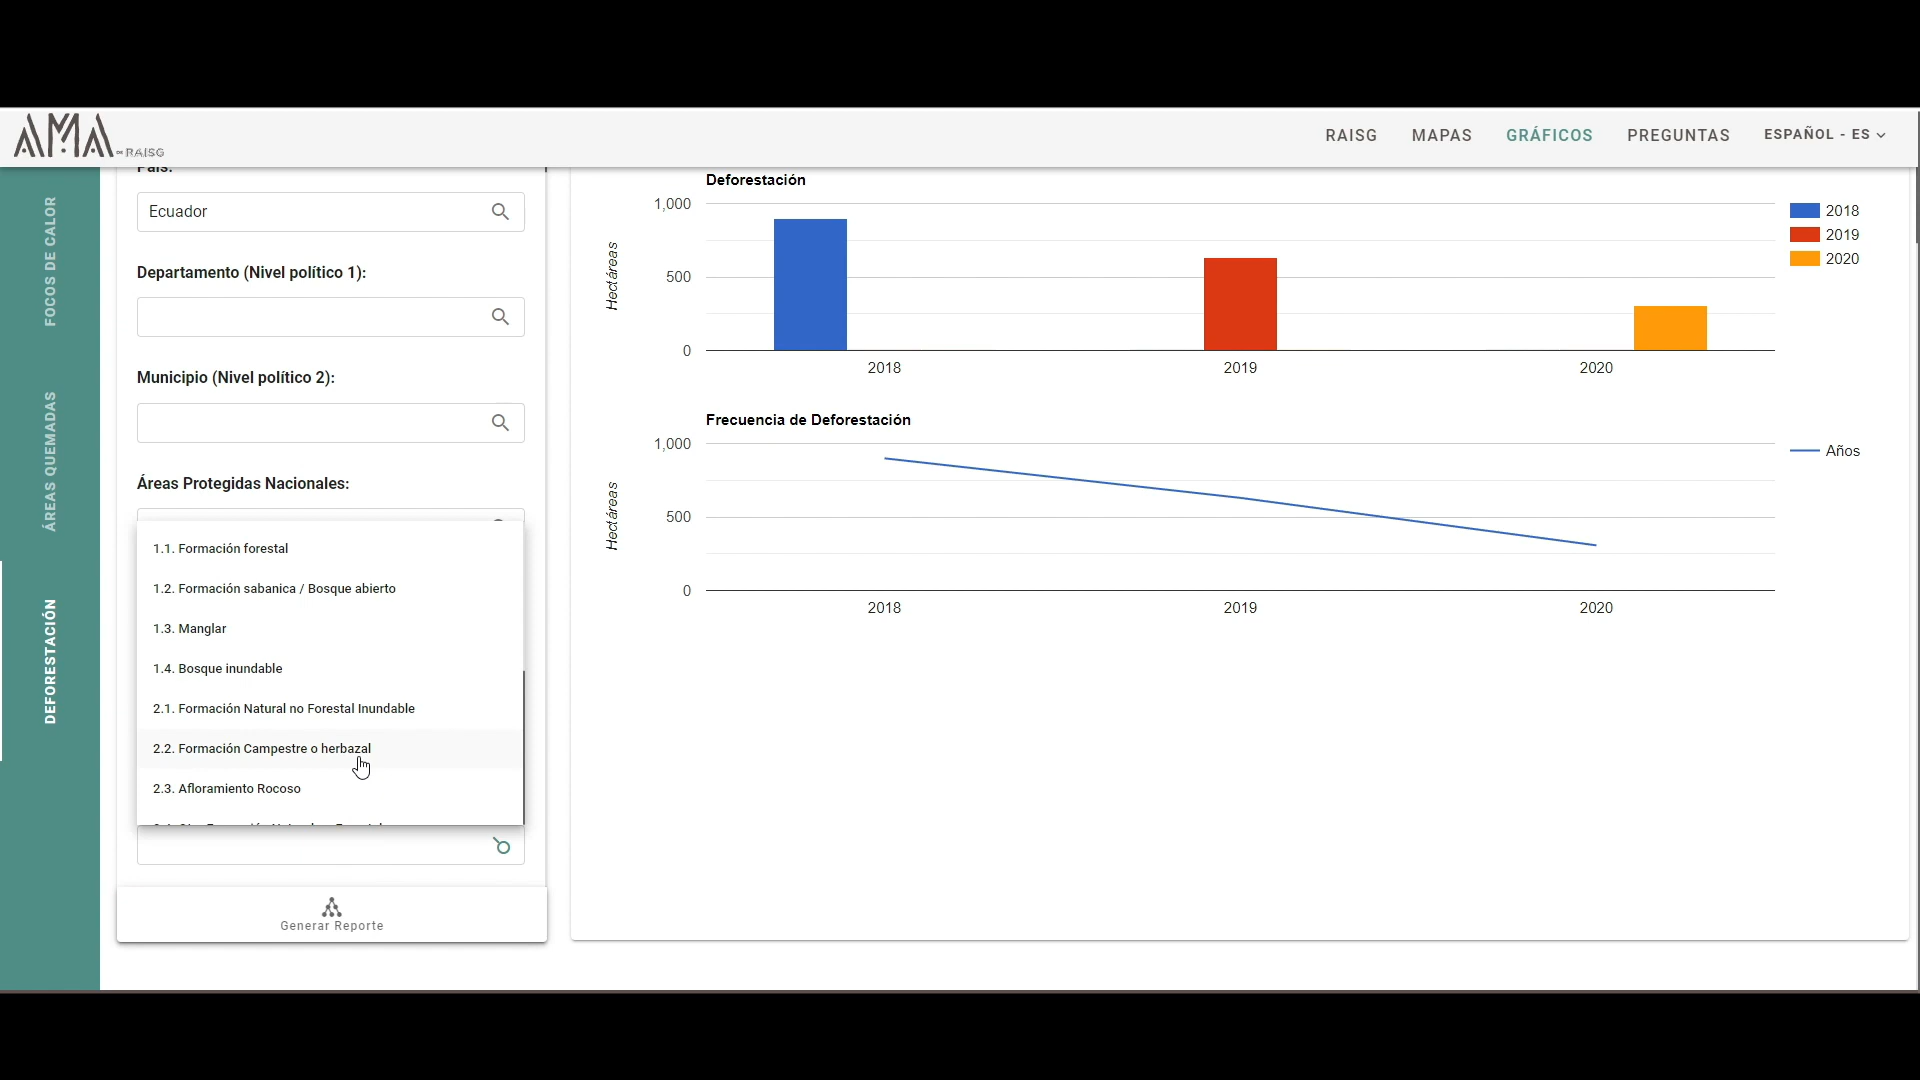 AMA
DE RAISG
RAISG
MAPAS
GRÁFICOS
PREGUNTAS
ESPAÑOL - ES
FOCOS DE CALOR
ÁREAS QUEMADAS
DEFORESTACIÓN
País:
Ecuador
Departamento (Nivel político 1):
Municipio (Nivel político 2):
Áreas Protegidas Nacionales:
1.1. Formación forestal
1.2. Formación sabanica / Bosque abierto
1.3. Manglar
1.4. Bosque inundable
2.1. Formación Natural no Forestal Inundable
2.2. Formación Campestre o herbazal
2.3. Afloramiento Rocoso
Generar Reporte
Deforestación
1,000
500
0
Hectáreas
2018
2019
2020
2018
2019
2020
Frecuencia de Deforestación
1,000
500
0
Hectáreas
2018
2019
2020
Años